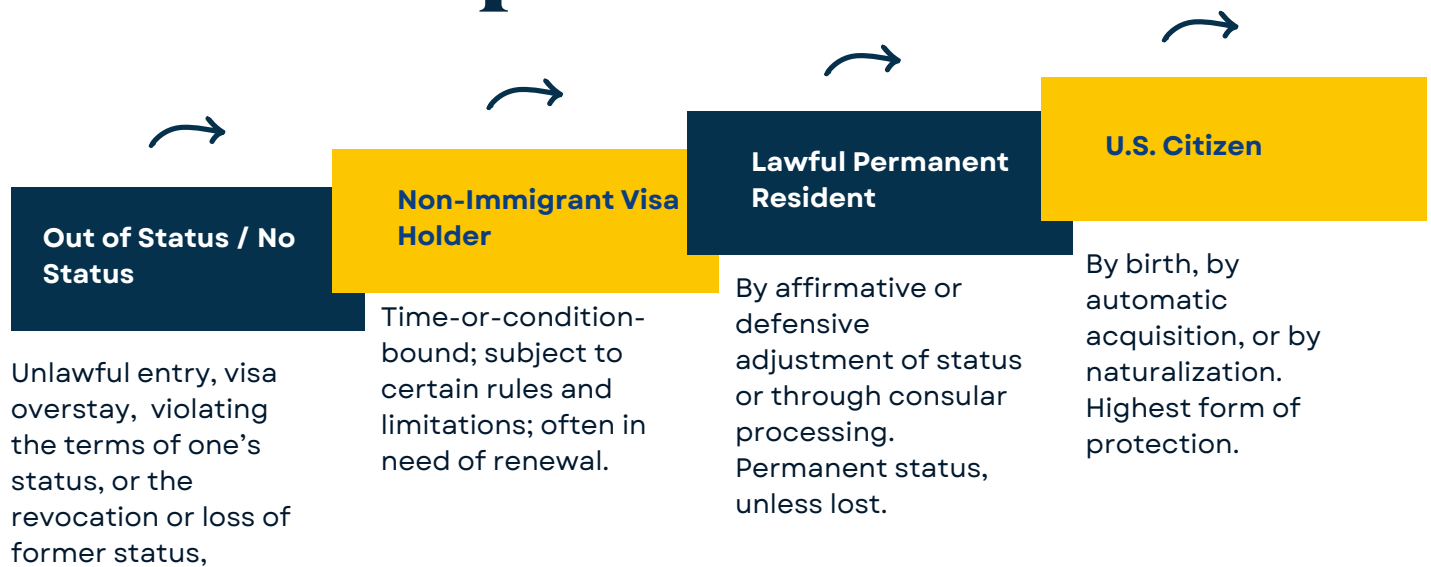 Out of Status / No
Status
Unlawful entry, visa
overstay,  violating
the terms of one’s
status, or the
revocation or loss of
former status,
Non-Immigrant Visa
Holder
Time-or-condition-
bound; subject to
certain rules and
limitations; often in
need of renewal.
Lawful Permanent
Resident
By affirmative or
defensive
adjustment of status
or through consular
processing.
Permanent status,
unless lost.
U.S. Citizen
By birth, by
automatic
acquisition, or by
naturalization.
Highest form of
protection.